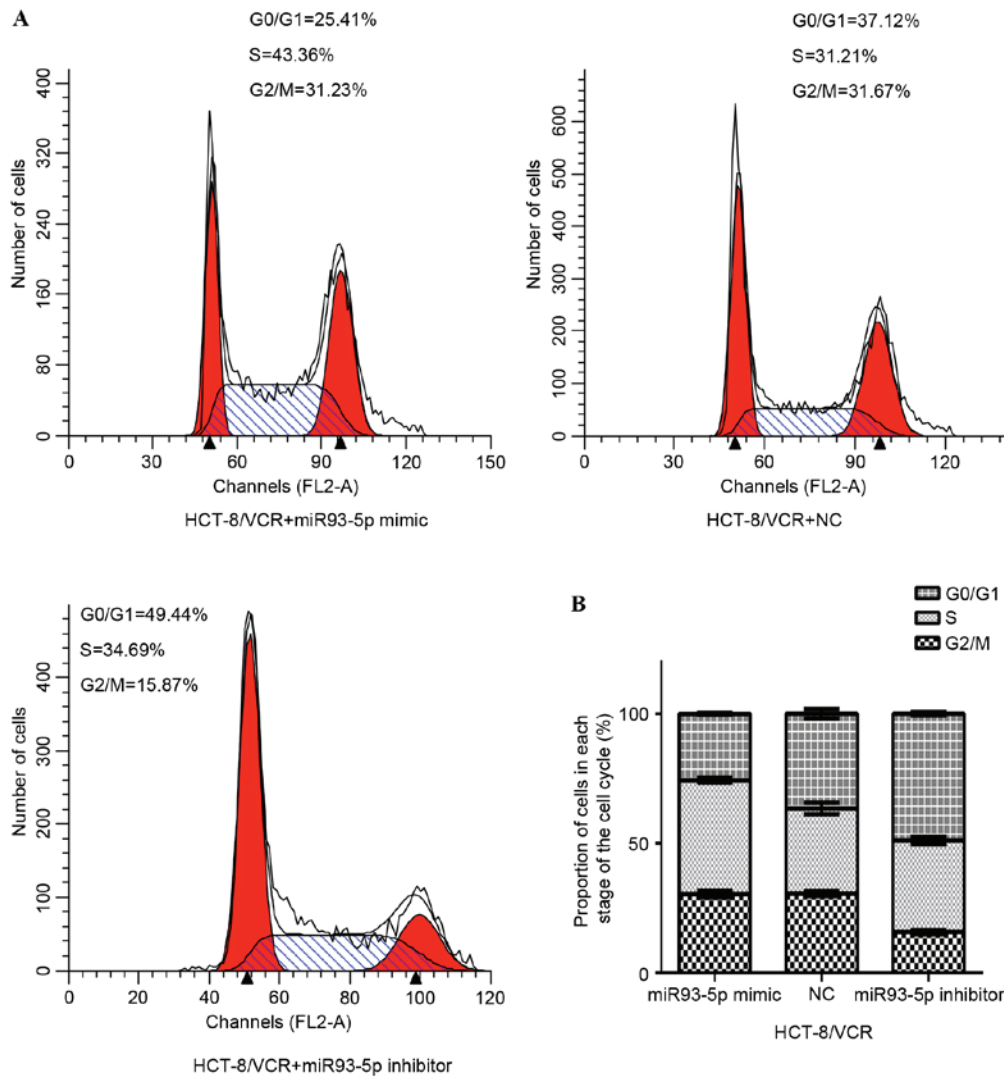 A
G0/G1=25.41%
S=43.36%
G2/M=31.23%
Number of cells
400
320
240
160
80
0
0 30 60 90 120 150
Channels (FL2-A)
HCT-8/VCR+miR93-5p mimic
G0/G1=37.12%
S=31.21%
G2/M=31.67%
Number of cells
600
500
400
300
200
100
0
0 30 60 90 120
Channels (FL2-A)
HCT-8/VCR+NC
G0/G1=49.44%
S=34.69%
G2/M=15.87%
Number of cells
400
300
200
100
0
0 20 40 60 80 100 120
Channels (FL2-A)
HCT-8/VCR+miR93-5p inhibitor
B
G0/G1
S
G2/M
Proportion of cells in each
stage of the cell cycle (%)
100
50
0
miR93-5p mimic NC miR93-5p inhibitor
HCT-8/VCR